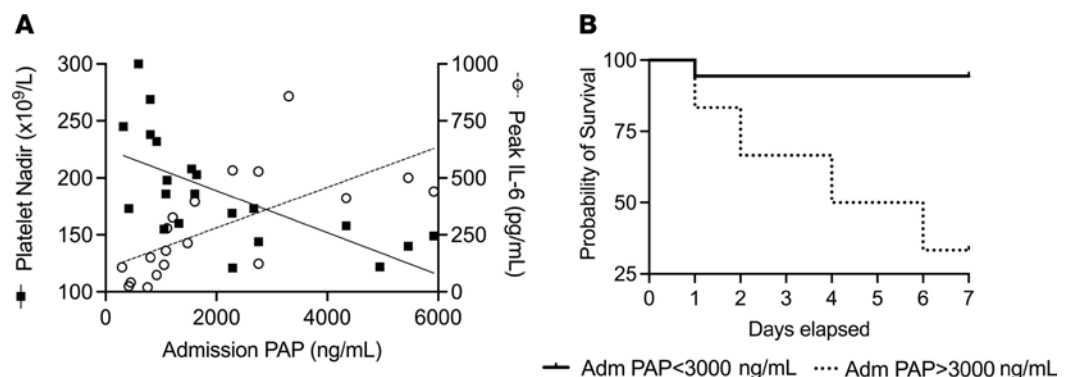 A
B
Platelet Nadir (x10⁹/L)
300
250
200
150
100
1000
750
500
250
0
Peak IL-6 (pg/mL)
0 2000 4000 6000
Admission PAP (ng/mL)
Probability of Survival
100
75
50
25
0 1 2 3 4 5 6 7
Days elapsed
Adm PAP<3000 ng/mL
Adm PAP>3000 ng/mL